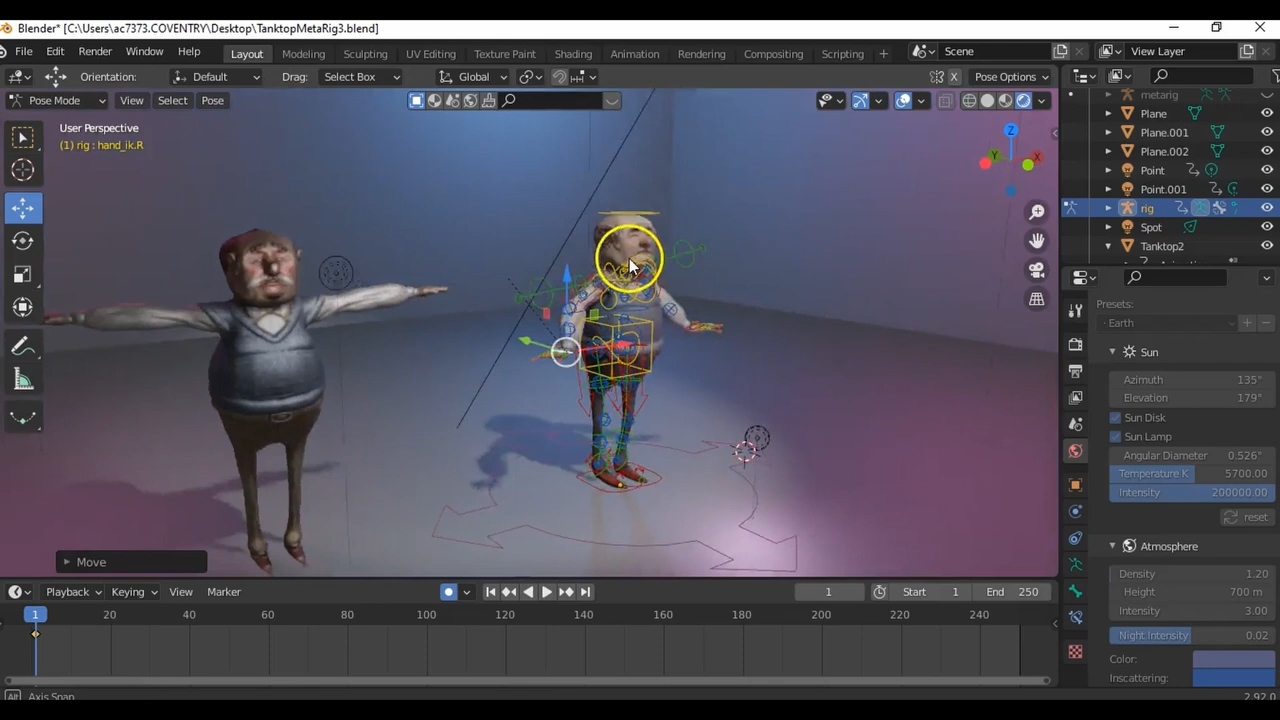 Blender* [C:\Users\ac7373.COVENTRY\Desktop\TanktopMetaRig3.blend]
File Edit Render Window Help Layout Modeling Sculpting UV Editing Texture Paint Shading Animation Rendering Compositing Scripting + Scene View Layer
Orientation: Default Drag: Select Box Global X Pose Options
Pose Mode View Select Pose
User Perspective
(1) rig : hand_ik.R
Z
Y X
metarig
Plane
Plane.001
Plane.002
Point
Point.001
rig
Spot
Tanktop2
Presets:
Earth
Sun
Azimuth 135°
Elevation 179°
Sun Disk
Sun Lamp
Angular Diameter 0.526°
Temperature K 5700.00
Intensity 200000.00
reset
Atmosphere
Density 1.20
Height 700 m
Intensity 3.00
Night Intensity 0.02
Color:
Inscattering:
Move
Playback Keying View Marker 1 Start 1 End 250
1 20 40 60 80 100 120 140 160 180 200 220 240
Alt Axis Snap 2.92.0